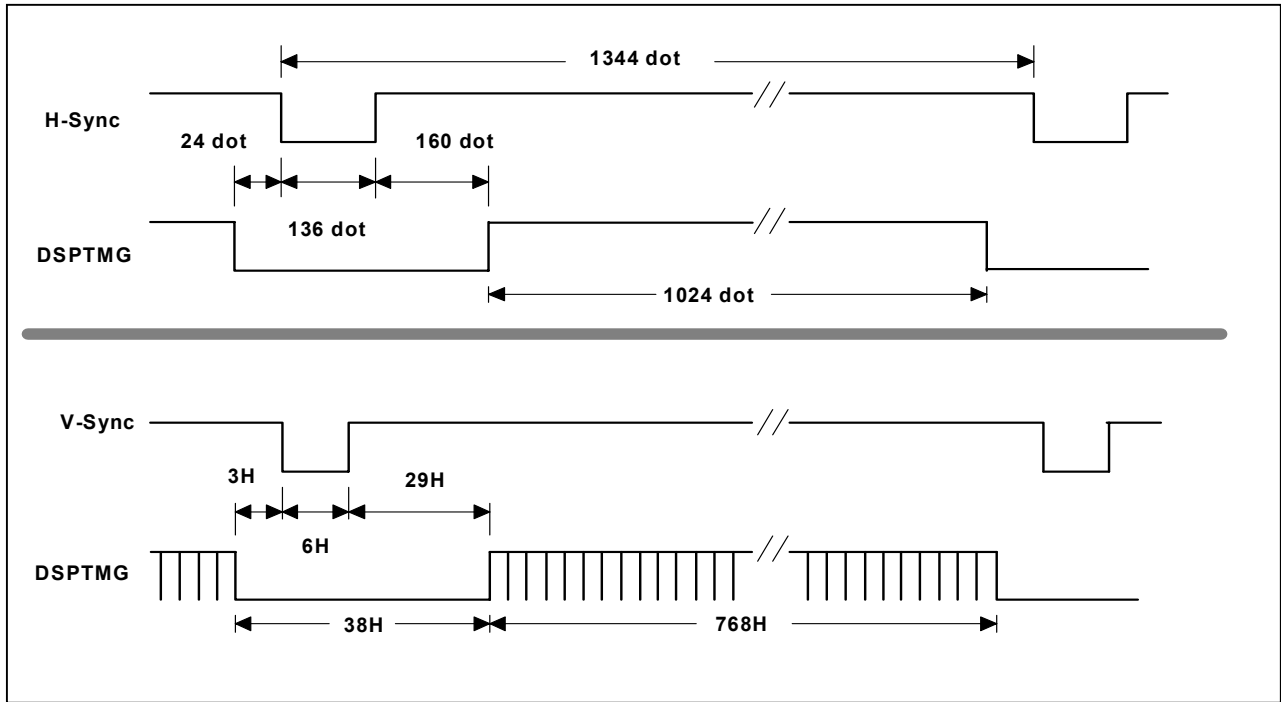 1344 dot
H-Sync
24 dot
160 dot
136 dot
DSPTMG
1024 dot
V-Sync
3H
29H
6H
DSPTMG
38H
768H